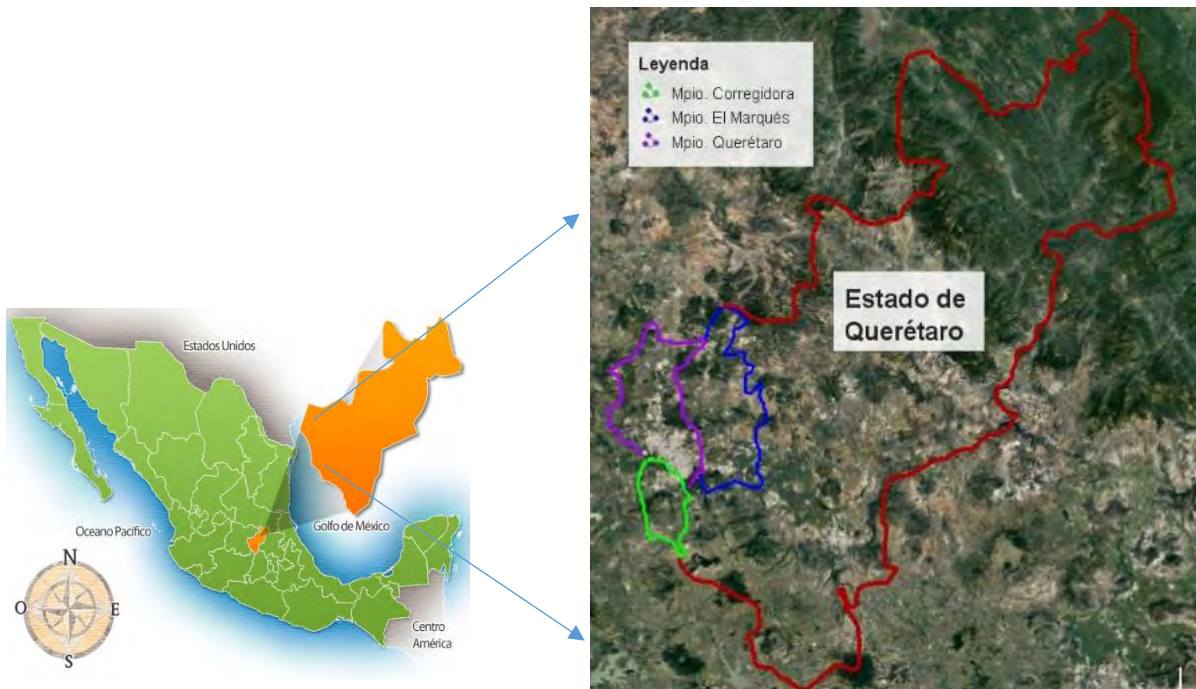 Estados Unidos
Oceano Pacífico
Golfo de México
Centro
América
N
O
E
S
Leyenda
Mpio. Corregidora
Mpio. El Marqués
Mpio. Querétaro
Estado de
Querétaro